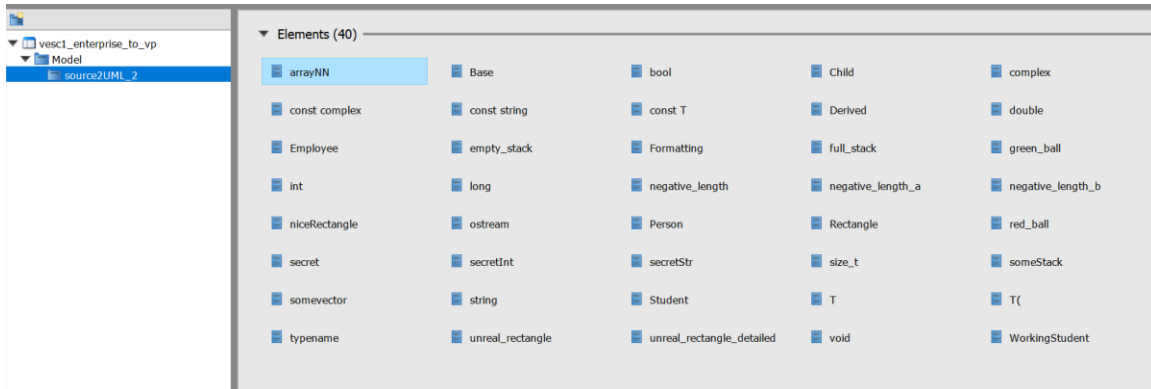 vesc1_enterprise_to_vp
Model
source2UML_2
Elements (40)
arrayNN Base bool Child complex
const complex const string const T Derived double
Employee empty_stack Formatting full_stack green_ball
int long negative_length negative_length_a negative_length_b
niceRectangle ostream Person Rectangle red_ball
secret secretInt secretStr size_t someStack
somevector string Student T T(
typename unreal_rectangle unreal_rectangle_detailed void WorkingStudent